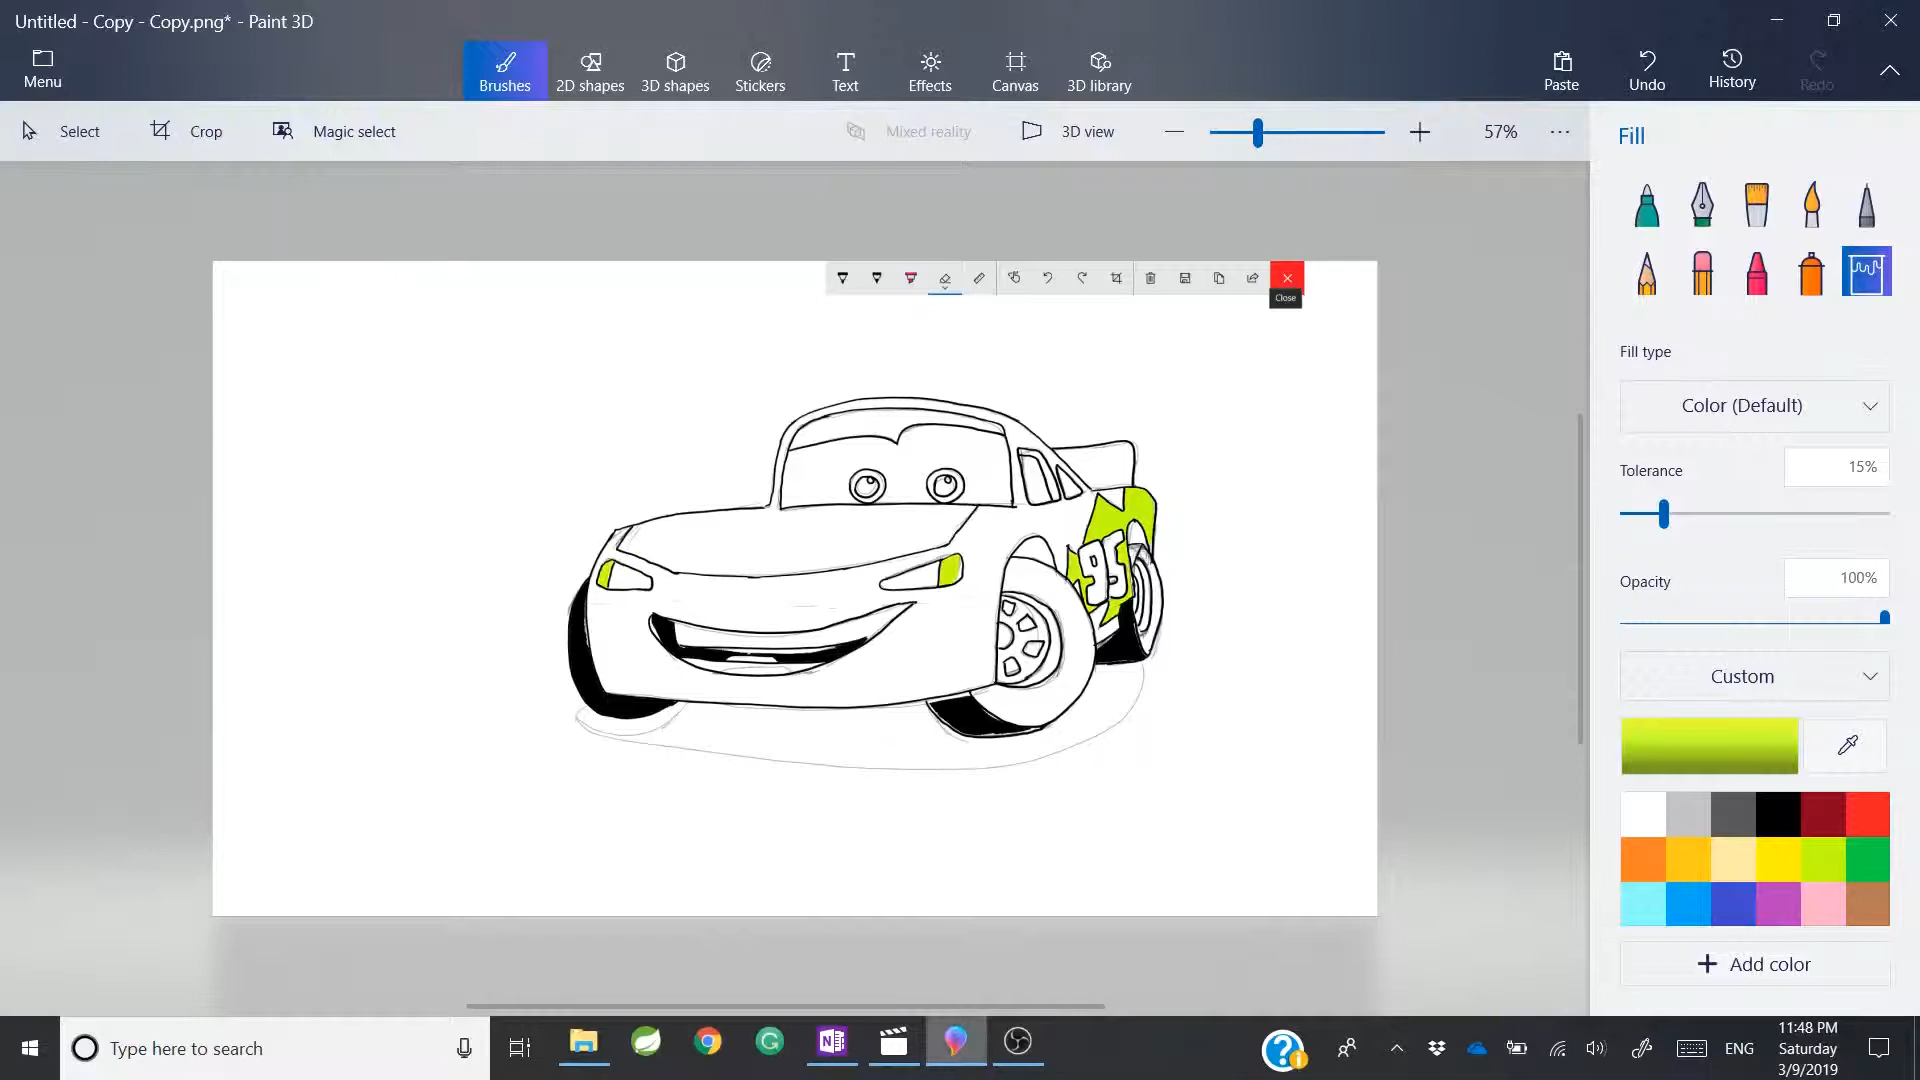 Untitled - Copy - Copy.png* - Paint 3D
Menu
Brushes
2D shapes
3D shapes
Stickers
Text
Effects
Canvas
3D library
Paste
Undo
History
Redo
Select
Crop
Magic select
Mixed reality
3D view
57%
Fill
Close
Fill type
Color (Default)
Tolerance
15%
Opacity
100%
Custom
95
Add color
Type here to search
ENG
11:48 PM
Saturday
3/9/2019